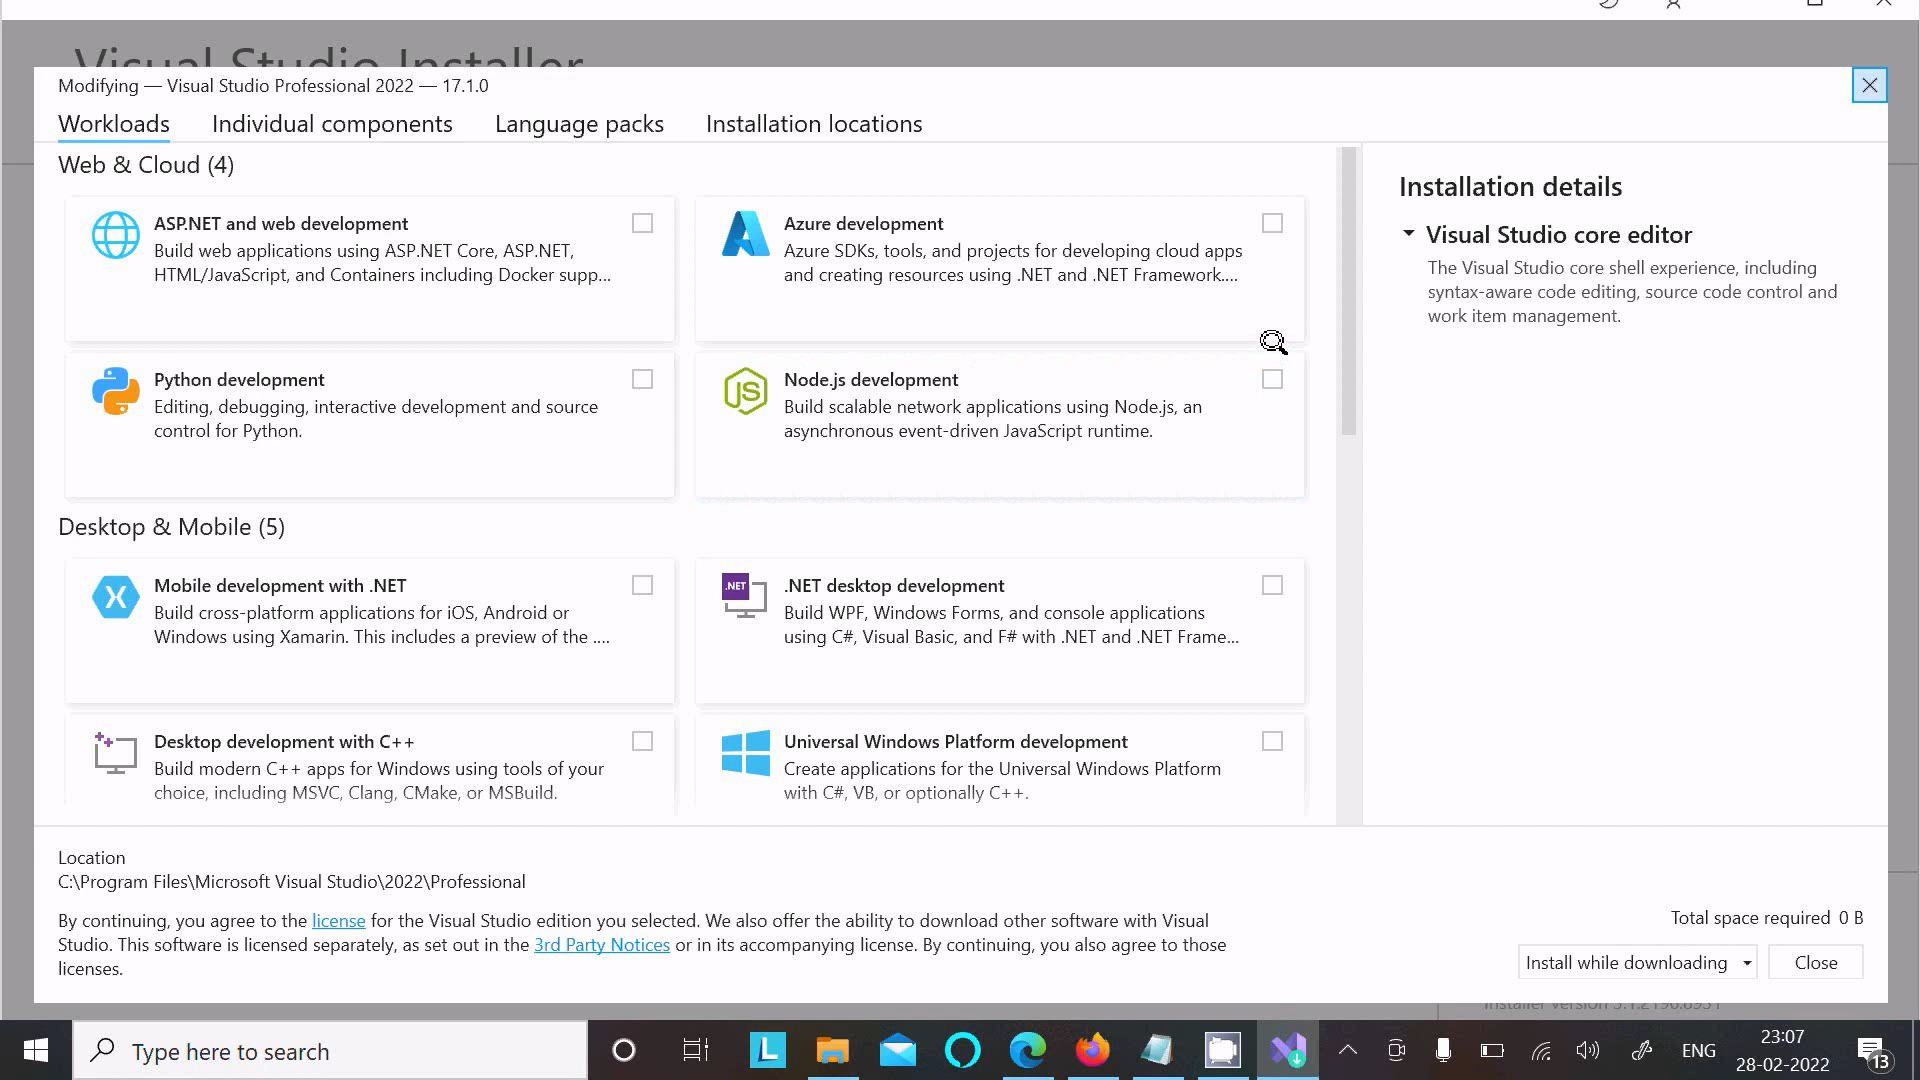 Visual Studio Installer
Modifying — Visual Studio Professional 2022 — 17.1.0
Workloads
Individual components
Language packs
Installation locations
Web & Cloud (4)
ASP.NET and web development
Build web applications using ASP.NET Core, ASP.NET,
HTML/JavaScript, and Containers including Docker supp...
Azure development
Azure SDKs, tools, and projects for developing cloud apps
and creating resources using .NET and .NET Framework....
Python development
Editing, debugging, interactive development and source
control for Python.
JS
Node.js development
Build scalable network applications using Node.js, an
asynchronous event-driven JavaScript runtime.
Desktop & Mobile (5)
Mobile development with .NET
Build cross-platform applications for iOS, Android or
Windows using Xamarin. This includes a preview of the ....
.NET
.NET desktop development
Build WPF, Windows Forms, and console applications
using C#, Visual Basic, and F# with .NET and .NET Frame...
Desktop development with C++
Build modern C++ apps for Windows using tools of your
choice, including MSVC, Clang, CMake, or MSBuild.
Universal Windows Platform development
Create applications for the Universal Windows Platform
with C#, VB, or optionally C++.
Installation details
Visual Studio core editor
The Visual Studio core shell experience, including
syntax-aware code editing, source code control and
work item management.
Location
C:\Program Files\Microsoft Visual Studio\2022\Professional
By continuing, you agree to the license for the Visual Studio edition you selected. We also offer the ability to download other software with Visual
Studio. This software is licensed separately, as set out in the 3rd Party Notices or in its accompanying license. By continuing, you also agree to those
licenses.
Total space required 0 B
Install while downloading
Close
Type here to search
L
ENG
23:07
28-02-2022
13